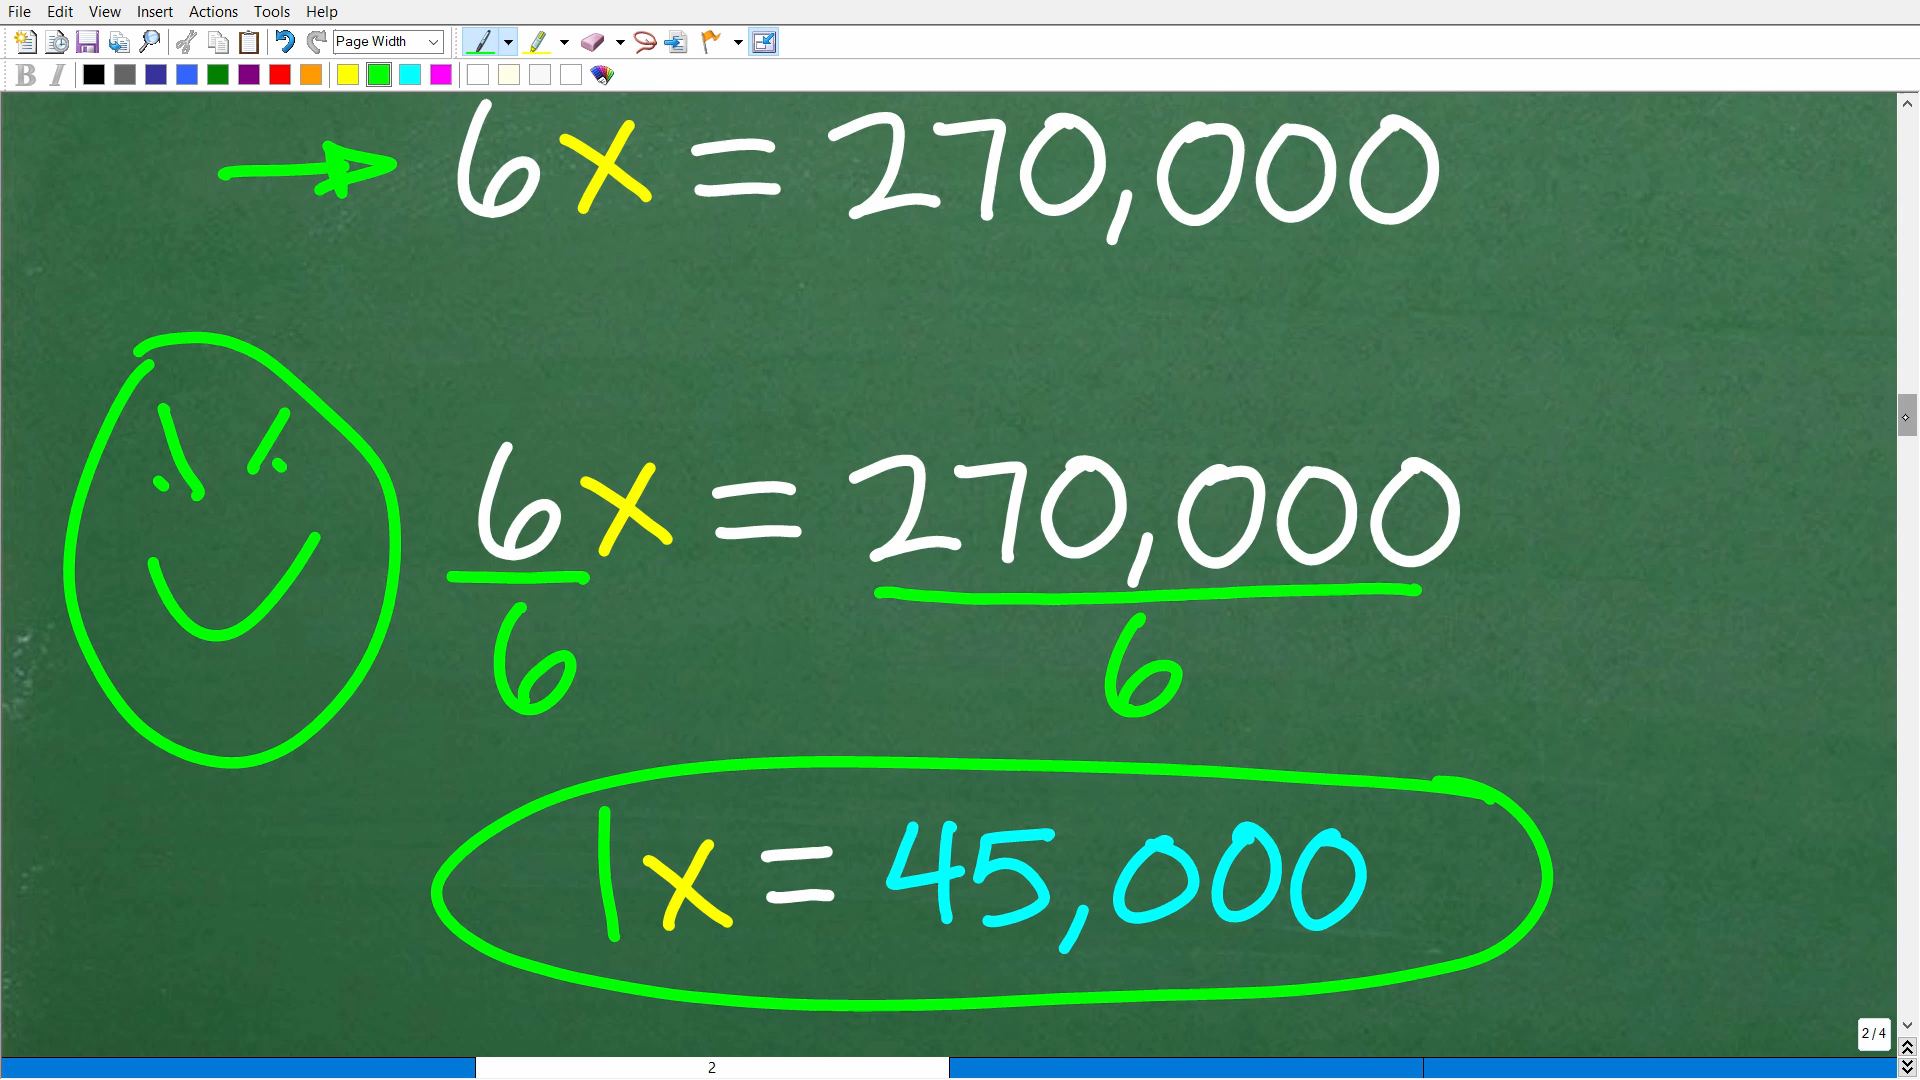 File Edit View Insert Actions Tools Help
Page Width
B I
6x = 270,000
6x = 270,000
6 6
1x = 45,000
2 / 4
2